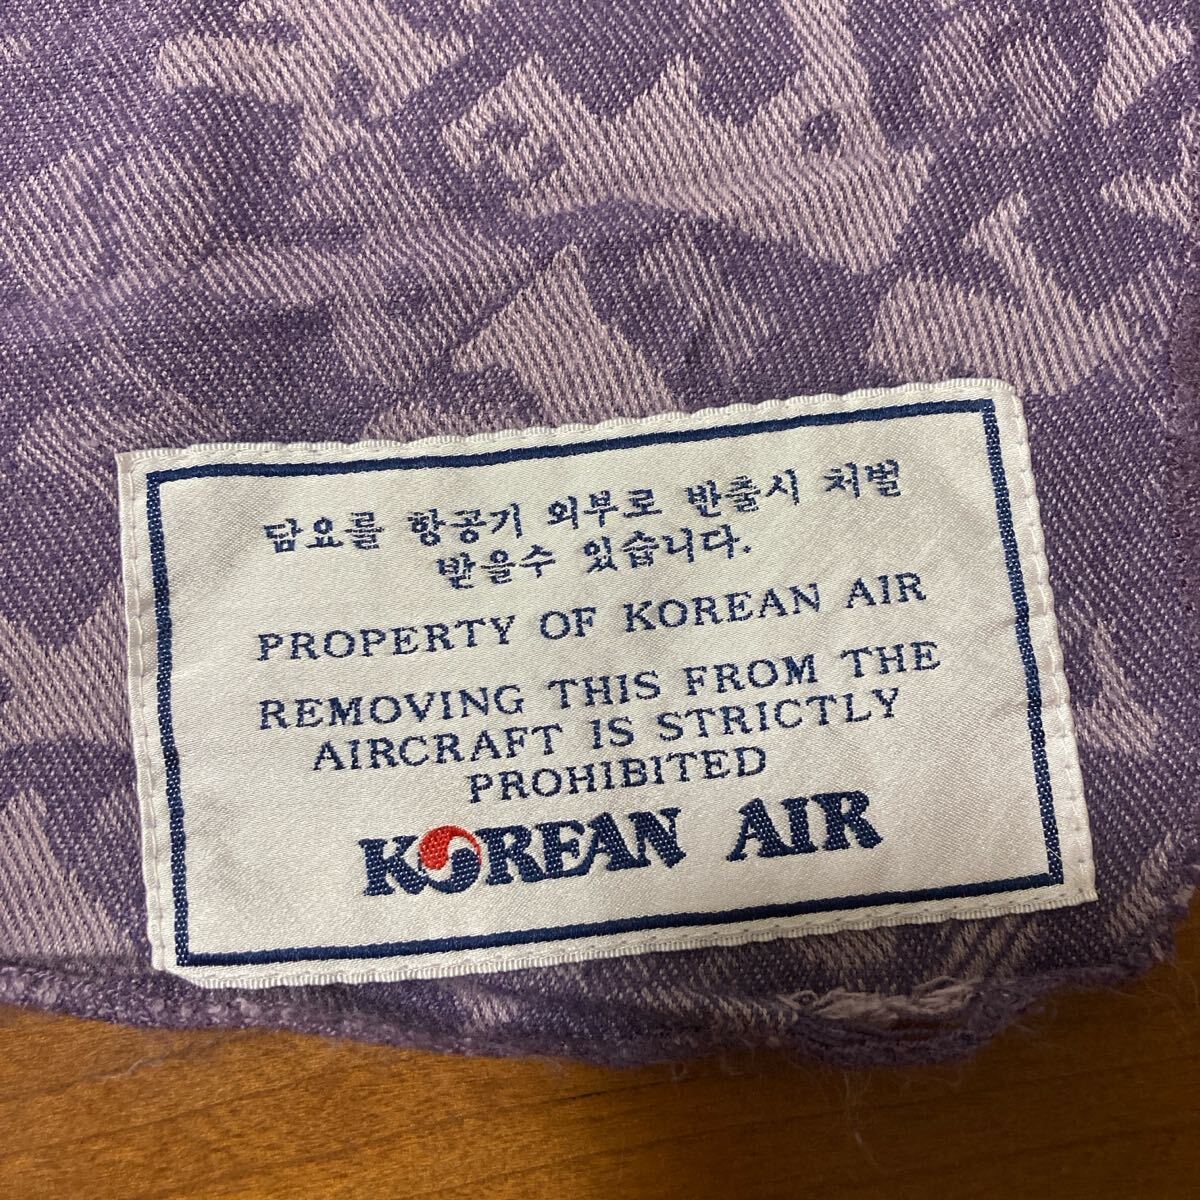 담요를 항공기 외부로 반출시 처벌
받을수 있습니다.
PROPERTY OF KOREAN AIR
REMOVING THIS FROM THE
AIRCRAFT IS STRICTLY
PROHIBITED
KOREAN AIR